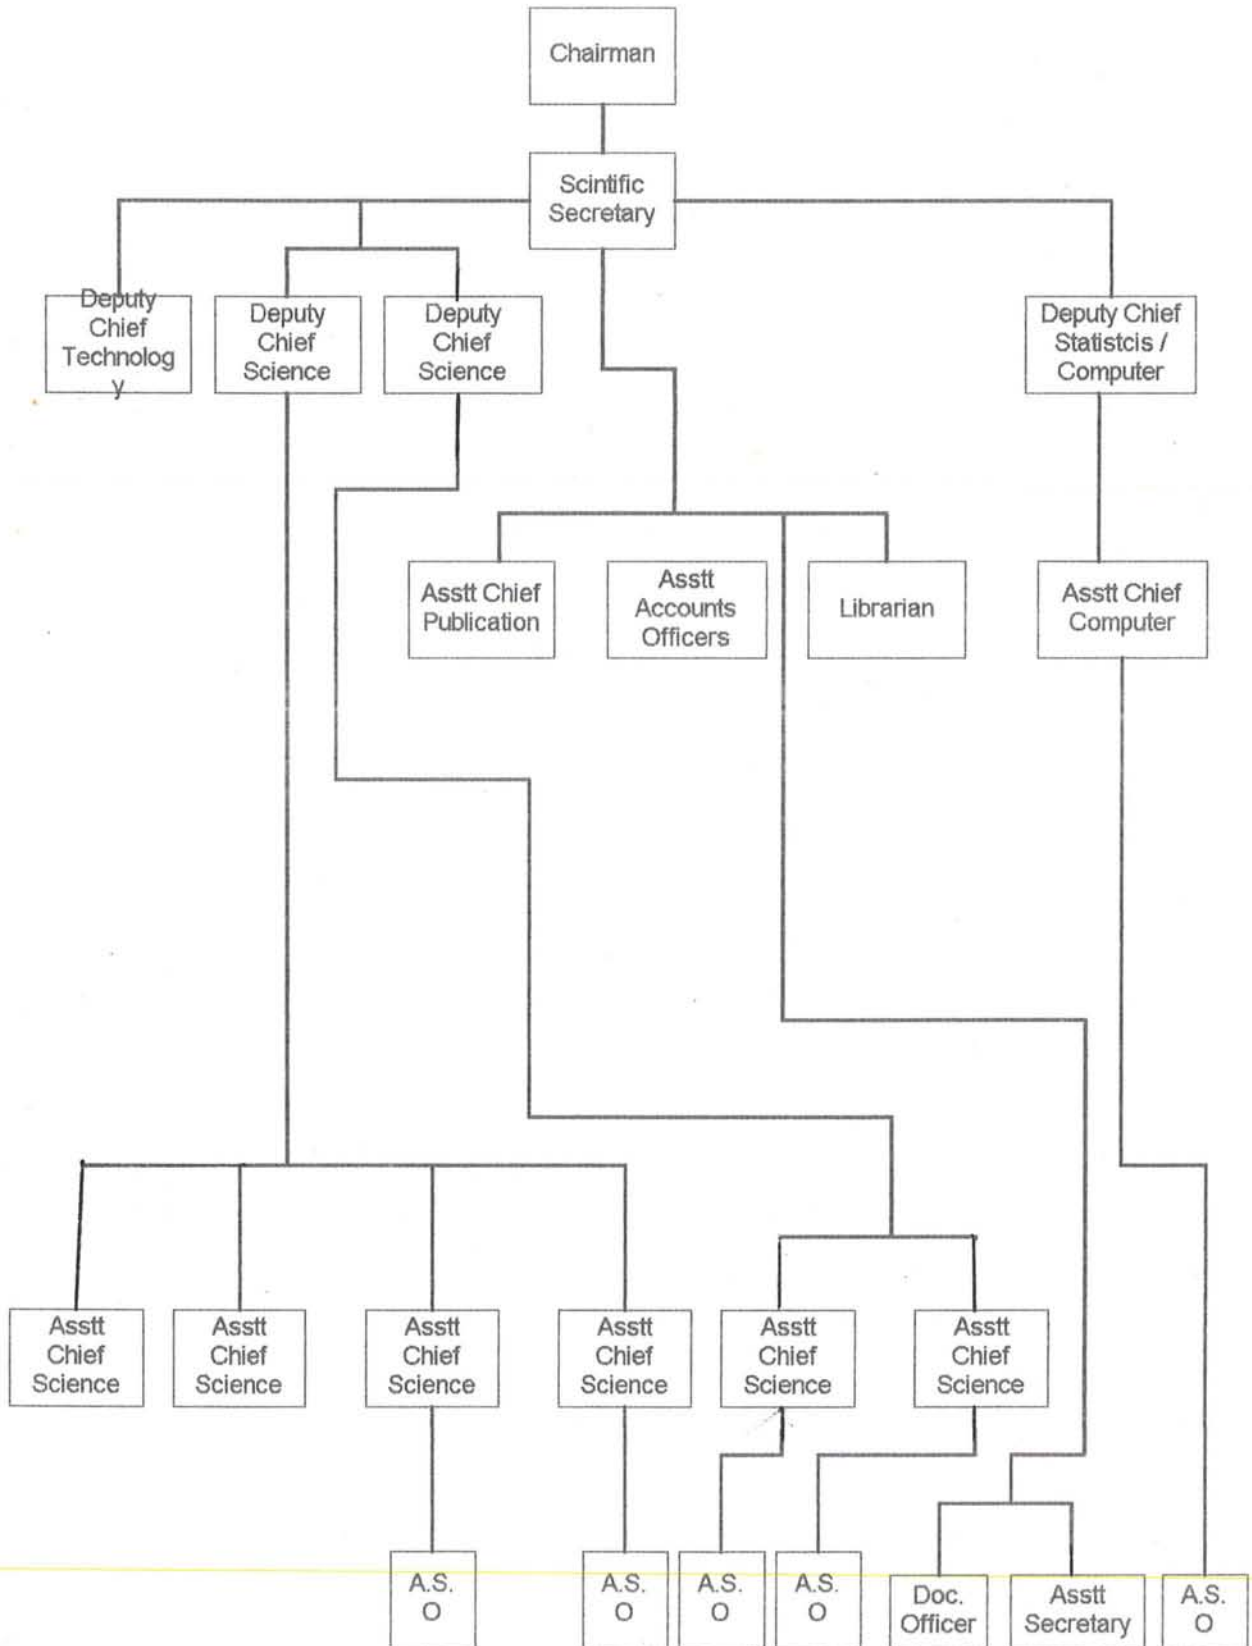 Chairman
Scintific
Secretary
Deputy
Chief
Technolog
y
Deputy
Chief
Science
Deputy
Chief
Science
Deputy Chief
Statistcis /
Computer
Asstt Chief
Publication
Asstt
Accounts
Officers
Librarian
Asstt Chief
Computer
Asstt
Chief
Science
Asstt
Chief
Science
Asstt
Chief
Science
Asstt
Chief
Science
Asstt
Chief
Science
Asstt
Chief
Science
A.S.
O
A.S.
O
A.S.
O
A.S.
O
Doc.
Officer
Asstt
Secretary
A.S.
O